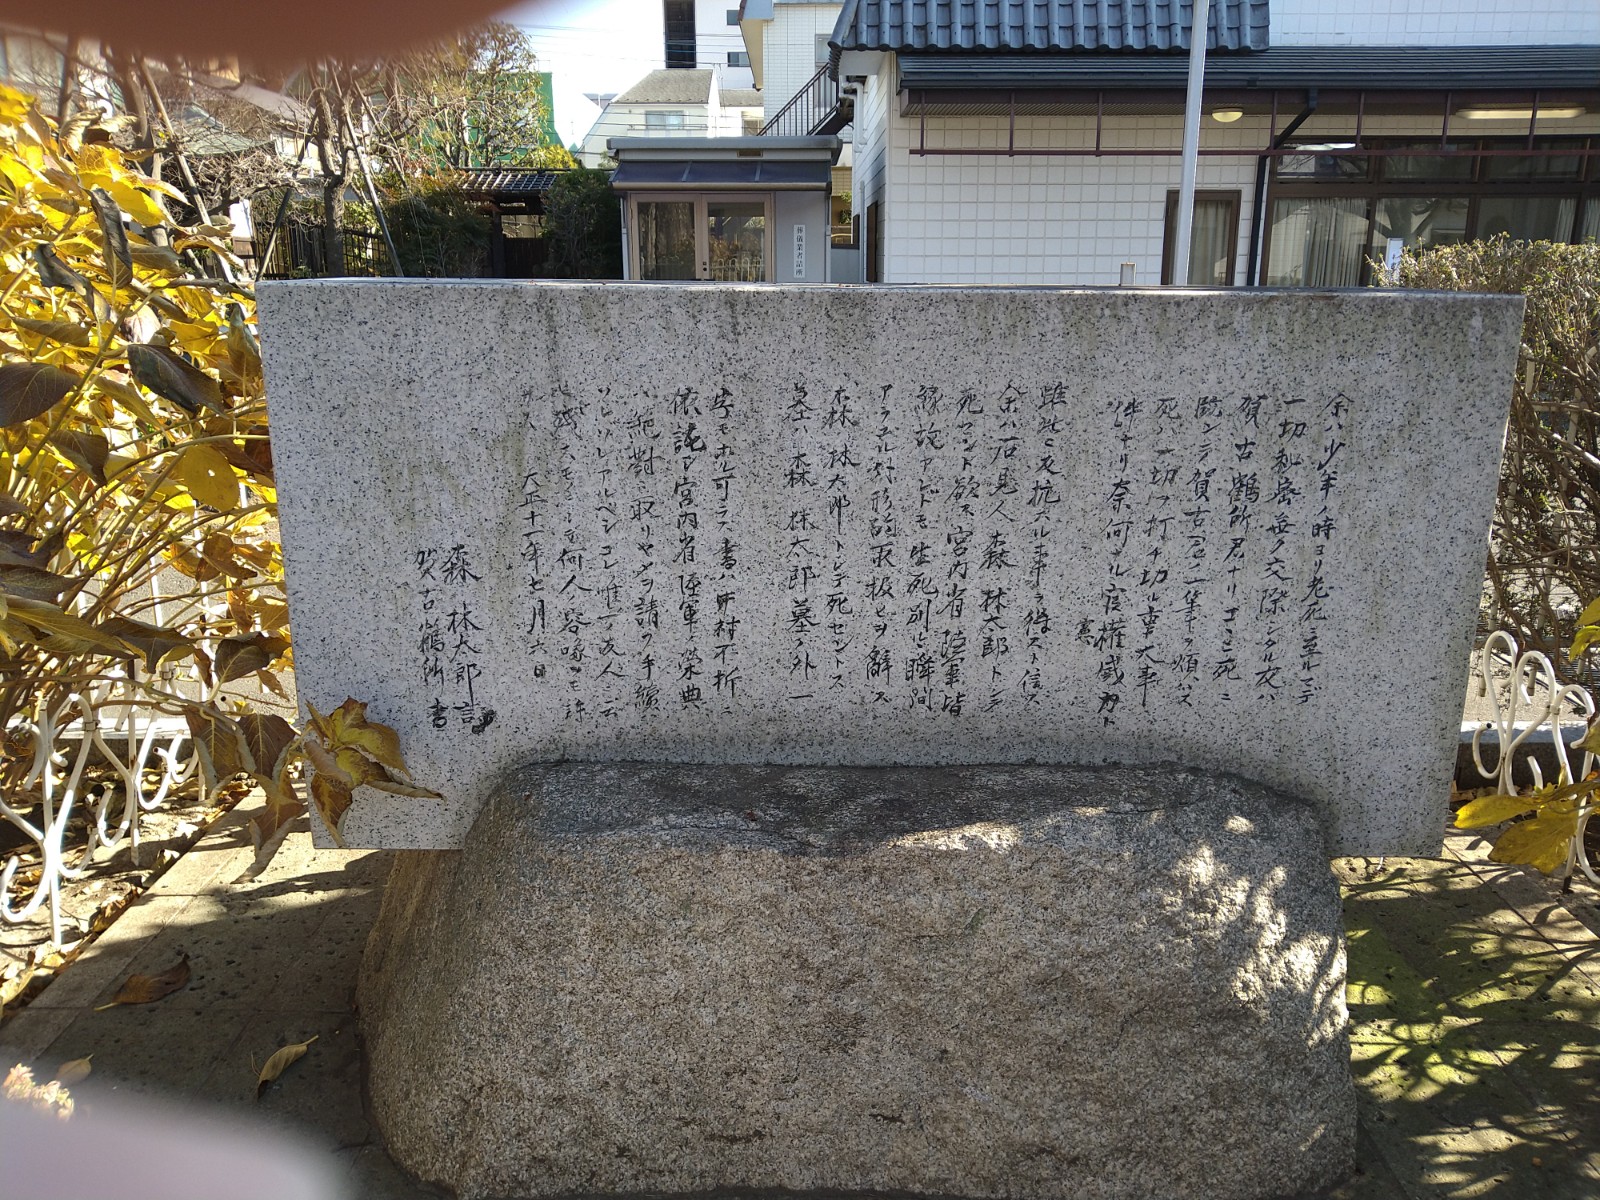 余ハ少年ノ時ヨリ老死ニ至ルマデ
一切秘密無ク交際シタル友ハ
賀古鶴所君ナリコヽニ死ニ
臨ンデ賀古君ノ一筆ヲ煩ハス
死ハ一切ヲ打チ切ル重大事
件ナリ奈何ナル官権威力ト
憲
雖此ニ反抗スル事ヲ得スト信ス
余ハ石見人森林太郎トシテ
死セント欲ス宮内省陸軍皆
縁故アレドモ生死別ルヽ瞬間
アラユル外形的取扱ヒヲ辭ス
森林太郎トシテ死セントス
墓ハ森林太郎墓ノ外一
字モホル可ラス書ハ中村不折ニ
依託シ宮内省陸軍ノ榮典
ハ絶對ニ取リヤメヲ請フ手續ハ
ソレゾレアルベシコレ唯一ノ友人ニ云
ヒ残スモノニシテ何人ノ容喙ヲモ許
サス 大正十一年七月六日
森林太郎言
賀古鶴所書
葬儀業者詰所